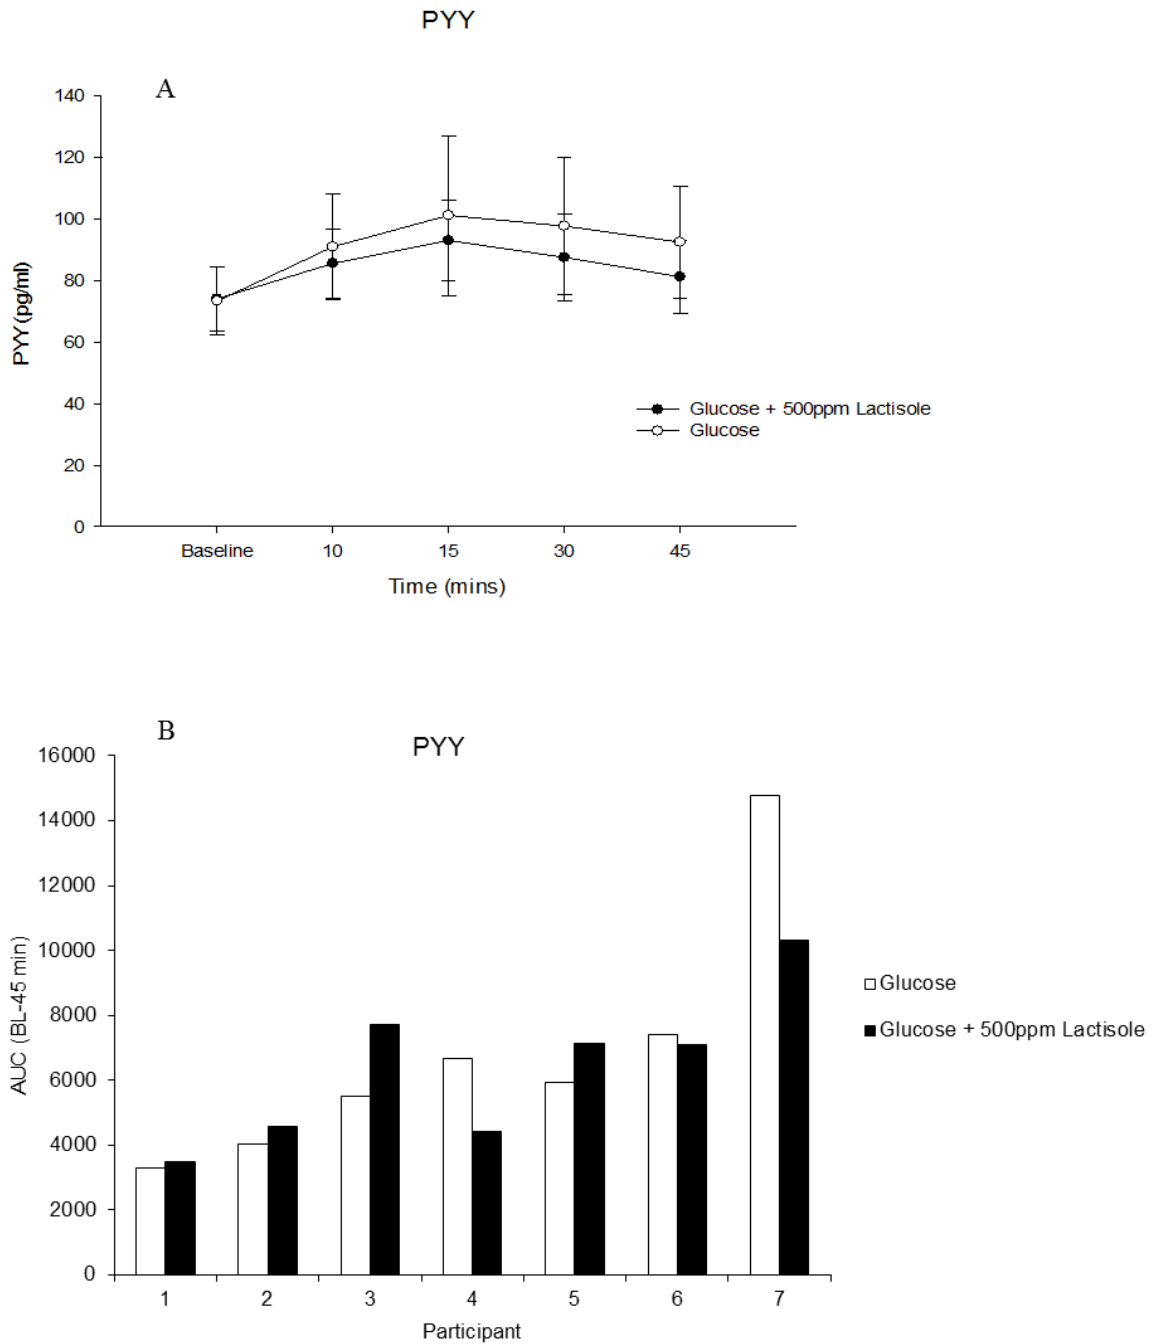 PYY
A
140
120
100
80
60
40
20
0
PYY(pg/ml)
Glucose + 500ppm Lactisole
Glucose
Baseline 10 15 30 45
Time (mins)
B
PYY
16000
14000
12000
10000
8000
6000
4000
2000
0
AUC (BL-45 min)
Glucose
Glucose + 500ppm Lactisole
1 2 3 4 5 6 7
Participant